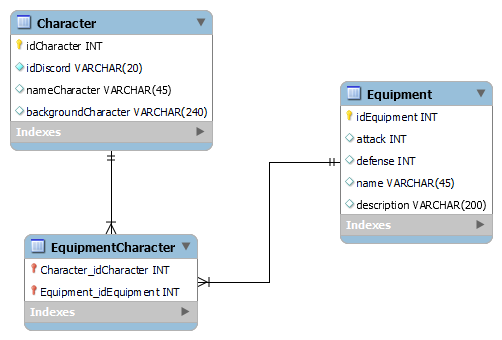 Character
idCharacter INT
idDiscord VARCHAR(20)
nameCharacter VARCHAR(45)
backgroundCharacter VARCHAR(240)
Indexes
Equipment
idEquipment INT
attack INT
defense INT
name VARCHAR(45)
description VARCHAR(200)
Indexes
EquipmentCharacter
Character_idCharacter INT
Equipment_idEquipment INT
Indexes